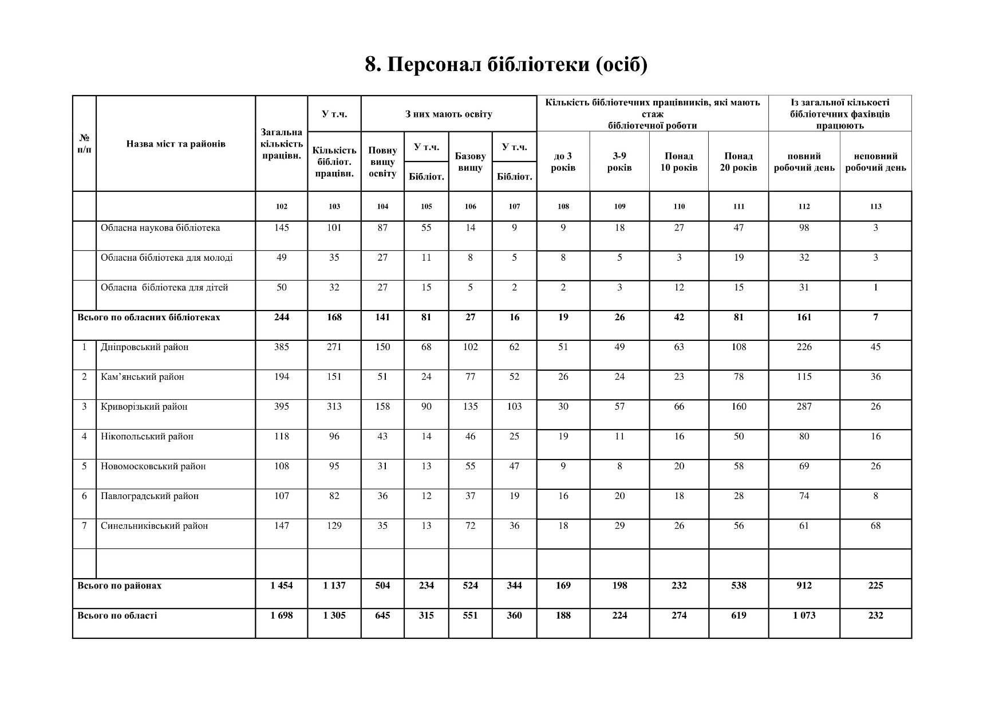 8. Персонал бібліотеки (осіб)
№ п/п
Назва міст та районів
Загальна кількість працівн.
У т.ч.
Кількість бібліот. працівн.
З них мають освіту
Повну вищу освіту
У т.ч.
Бібліот.
Базову вищу
У т.ч.
Бібліот.
Кількість бібліотечних працівників, які мають
стаж
бібліотечної роботи
до 3 років
3-9 років
Понад 10 років
Понад 20 років
Із загальної кількості
бібліотечних фахівців
працюють
повний робочий день
неповний робочий день
102 103 104 105 106 107 108 109 110 111 112 113
Обласна наукова бібліотека 145 101 87 55 14 9 9 18 27 47 98 3
Обласна бібліотека для молоді 49 35 27 11 8 5 8 5 3 19 32 3
Обласна бібліотека для дітей 50 32 27 15 5 2 2 3 12 15 31 1
Всього по обласних бібліотеках 244 168 141 81 27 16 19 26 42 81 161 7
1 Дніпровський район 385 271 150 68 102 62 51 49 63 108 226 45
2 Кам’янський район 194 151 51 24 77 52 26 24 23 78 115 36
3 Криворізький район 395 313 158 90 135 103 30 57 66 160 287 26
4 Нікопольський район 118 96 43 14 46 25 19 11 16 50 80 16
5 Новомосковський район 108 95 31 13 55 47 9 8 20 58 69 26
6 Павлоградський район 107 82 36 12 37 19 16 20 18 28 74 8
7 Синельниківський район 147 129 35 13 72 36 18 29 26 56 61 68
Всього по районах 1 454 1 137 504 234 524 344 169 198 232 538 912 225
Всього по області 1 698 1 305 645 315 551 360 188 224 274 619 1 073 232